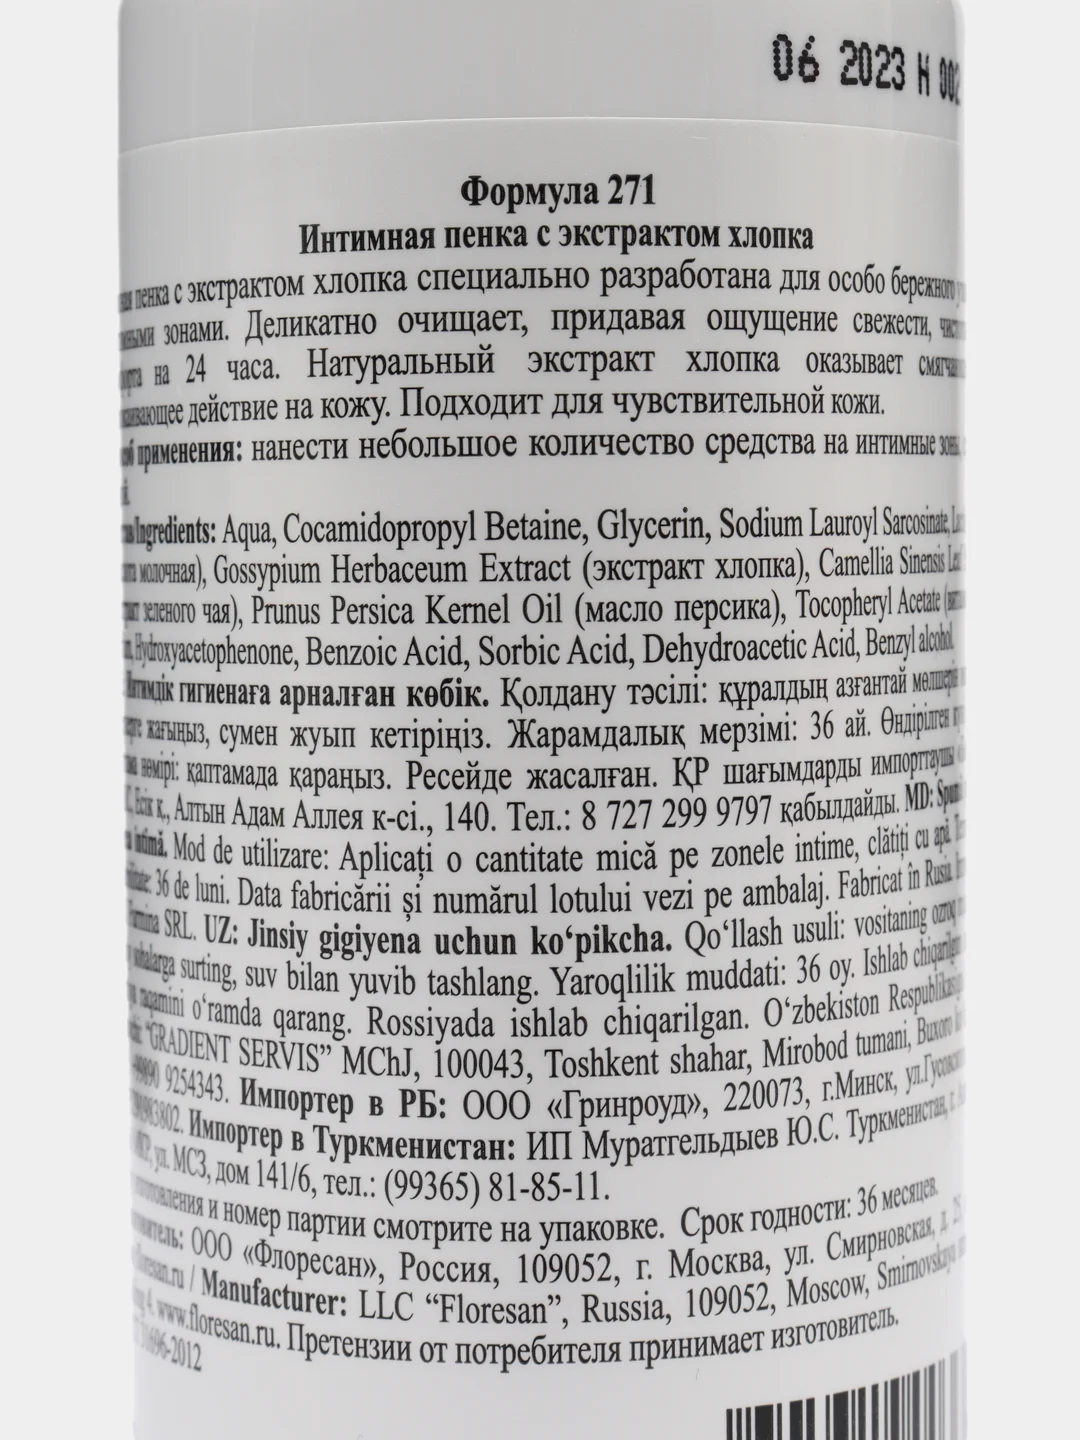 06 2023 H 002
Формула 271
Интимная пенка с экстрактом хлопка
пенка с экстрактом хлопка специально разработана для особо бережного
зонами. Деликатно очищает, придавая ощущение свежести,
на 24 часа. Натуральный экстракт хлопка оказывает
действие на кожу. Подходит для чувствительной кожи.
применения: нанести небольшое количество средства на интимные
Ingredients: Aqua, Cocamidopropyl Betaine, Glycerin, Sodium Lauroyl Sarcosinate,
молочная), Gossypium Herbaceum Extract (экстракт хлопка), Camellia Sinensis
зеленого чая), Prunus Persica Kernel Oil (масло персика), Tocopheryl Acetate
Hydroxyacetophenone, Benzoic Acid, Sorbic Acid, Dehydroacetic Acid, Benzyl alcohol.
Интимдік гигиенаға арналған көбік. Қолдану тәсілі: құралдың азғантай мөлшерін
жағыңыз, сумен жуып кетіріңіз. Жарамдалық мерзімі: 36 ай. Өндірілген
нөмірі: қаптамада қараңыз. Ресейде жасалған. ҚР шағымдарды импорттаушы
Есік қ., Алтын Адам Аллея к-сі., 140. Тел.: 8 727 299 9797 қабылдайды. MD:
intimă. Mod de utilizare: Aplicați o cantitate mică pe zonele intime, clătiți cu apă.
36 de luni. Data fabricării și numărul lotului vezi pe ambalaj. Fabricat în Rusia.
SRL. UZ: Jinsiy gigiyena uchun ko‘pikcha. Qo‘llash usuli: vositaning ozroq
surting, suv bilan yuvib tashlang. Yaroqlilik muddati: 36 oy. Ishlab chiqarilgan
raqamini o‘ramda qarang. Rossiyada ishlab chiqarilgan. O‘zbekiston Respublikasi
“GRADIENT SERVIS” MChJ, 100043, Toshkent shahar, Mirobod tumani, Buxoro
9254343. Импортер в РБ: ООО «Гринроуд», 220073, г.Минск, ул.Гусовского
Импортер в Туркменистан: ИП Муратгельдыев Ю.С. Туркменистан, г.
ул. МСЗ, дом 141/6, тел.: (99365) 81-85-11.
и номер партии смотрите на упаковке. Срок годности: 36 месяцев.
ООО «Флоресан», Россия, 109052, г. Москва, ул. Смирновская, д.
/ Manufacturer: LLC “Floresan”, Russia, 109052, Moscow, Smirnovskaya
4. www.floresan.ru. Претензии от потребителя принимает изготовитель.
31696-2012